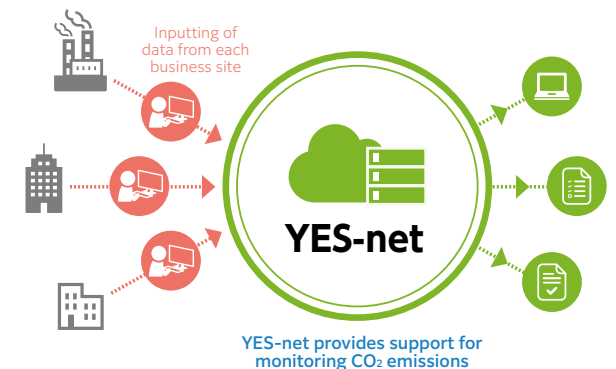 Inputting of
data from each
business site
YES-net
YES-net provides support for
monitoring CO₂ emissions